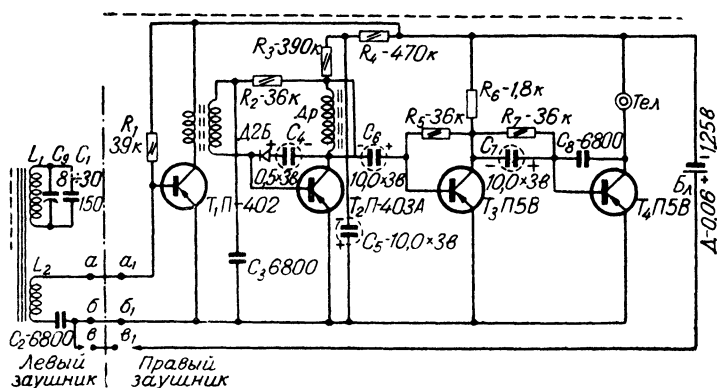 R₃-390к
R₄-470к
R₂-36к
Др
R₆-1,8к
Тел
R₁
39к
Д2Б
C₄
C₆
R₅-36к
R₇-36к
C₈-6800
C₇
L₁
C₉
C₁
8÷30
150
0,5×3в
10,0×3в
10,0×3в
Бл
1,25в
Д-0.06
T₁П-402
T₂П-403А
T₃П5В
T₄П5В
C₅-10,0×3в
C₃ 6800
L₂
а
а₁
б
б₁
C₂-6800
в
в₁
Левый заушник
Правый заушник